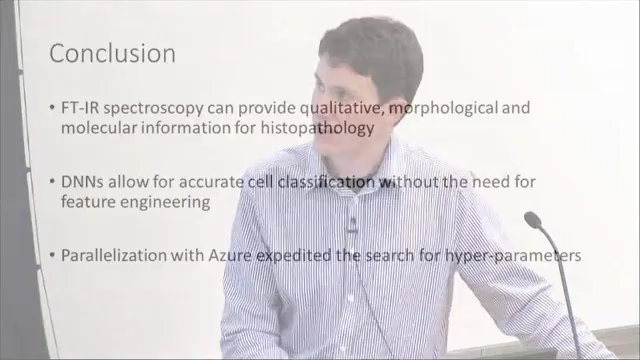 Conclusion
• FT-IR spectroscopy can provide qualitative, morphological and
molecular information for histopathology
• DNNs allow for accurate cell classification without the need for
feature engineering
• Parallelization with Azure expedited the search for hyper-parameters